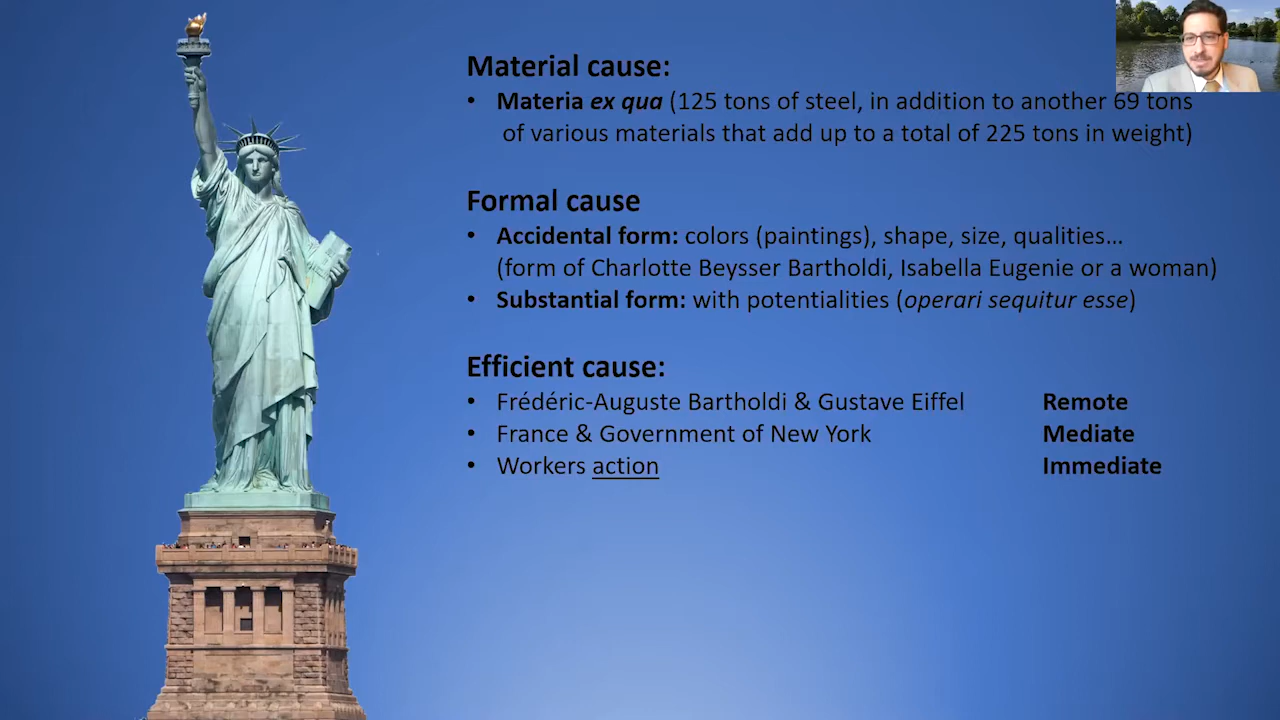 Material cause:
• Materia ex qua (125 tons of steel, in addition to another 69 tons
of various materials that add up to a total of 225 tons in weight)
Formal cause
• Accidental form: colors (paintings), shape, size, qualities…
(form of Charlotte Beysser Bartholdi, Isabella Eugenie or a woman)
• Substantial form: with potentialities (operari sequitur esse)
Efficient cause:
• Frédéric-Auguste Bartholdi & Gustave Eiffel Remote
• France & Government of New York Mediate
• Workers action Immediate